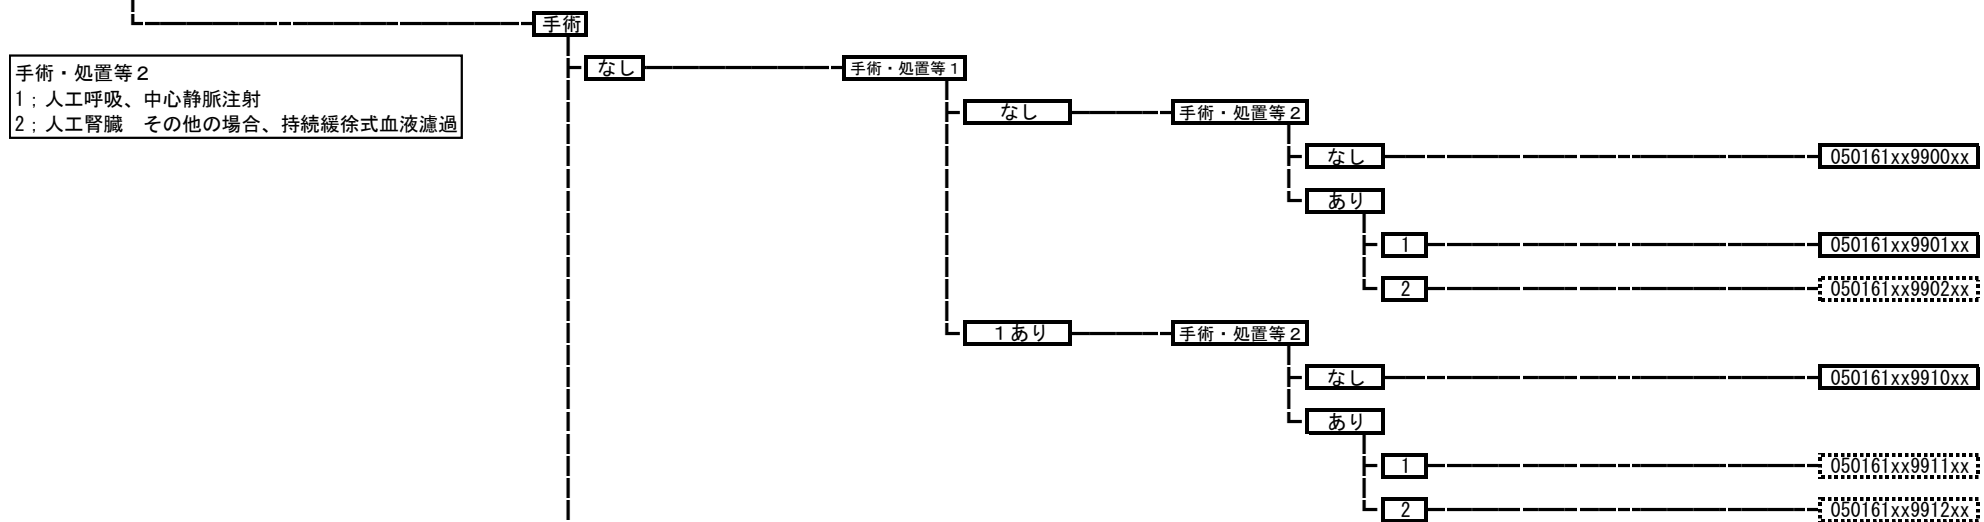 手術
手術・処置等２
1；人工呼吸、中心静脈注射
2；人工腎臓　その他の場合、持続緩徐式血液濾過
なし
手術・処置等１
なし
手術・処置等２
なし
050161xx9900xx
あり
1
050161xx9901xx
2
050161xx9902xx
１あり
手術・処置等２
なし
050161xx9910xx
あり
1
050161xx9911xx
2
050161xx9912xx